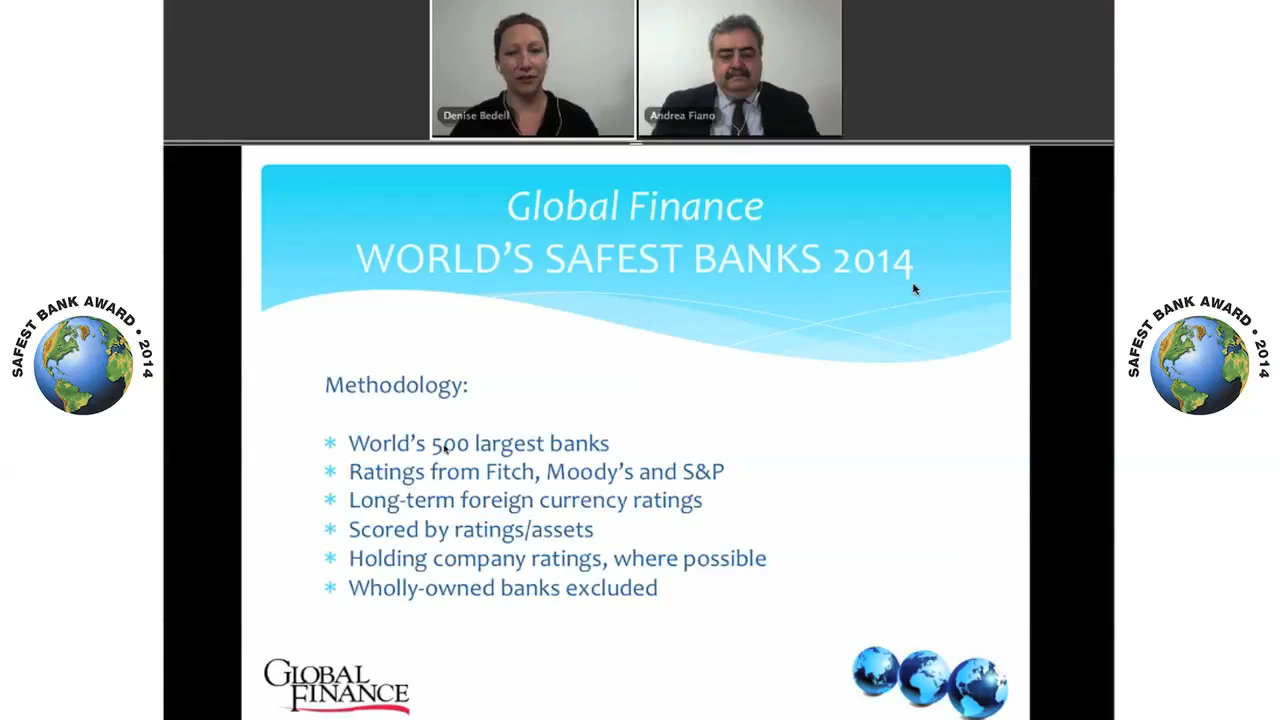 Denise Bedell
Andrea Fiano
Global Finance
WORLD'S SAFEST BANKS 2014
SAFEST BANK AWARD • 2014
SAFEST BANK AWARD • 2014
Methodology:
* World's 500 largest banks
* Ratings from Fitch, Moody's and S&P
* Long-term foreign currency ratings
* Scored by ratings/assets
* Holding company ratings, where possible
* Wholly-owned banks excluded
GLOBAL
FINANCE